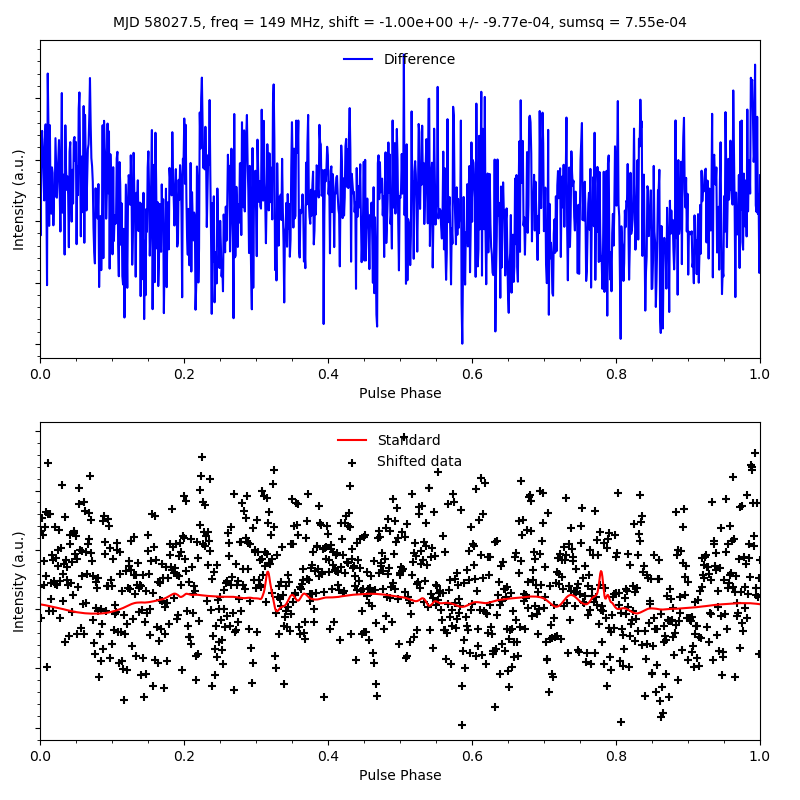 MJD 58027.5, freq = 149 MHz, shift = -1.00e+00 +/- -9.77e-04, sumsq = 7.55e-04
Difference
Intensity (a.u.)
0.0 0.2 0.4 0.6 0.8 1.0
Pulse Phase
Standard
Shifted data
Intensity (a.u.)
0.0 0.2 0.4 0.6 0.8 1.0
Pulse Phase